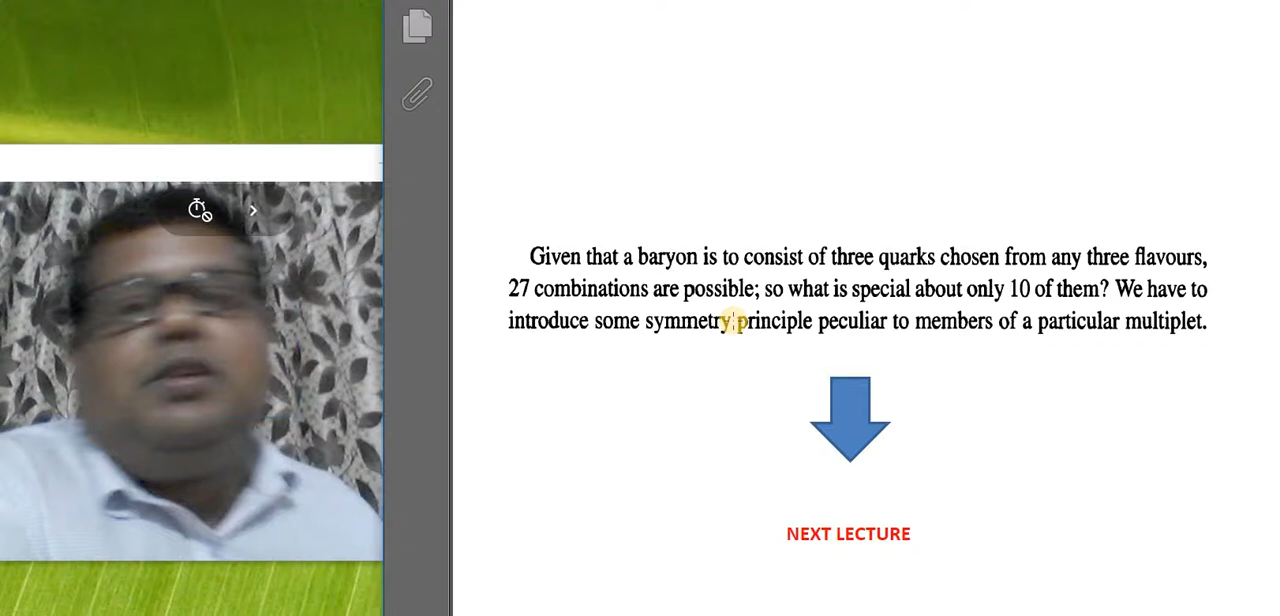 Given that a baryon is to consist of three quarks chosen from any three flavours,
27 combinations are possible; so what is special about only 10 of them? We have to
introduce some symmetry principle peculiar to members of a particular multiplet.
NEXT LECTURE